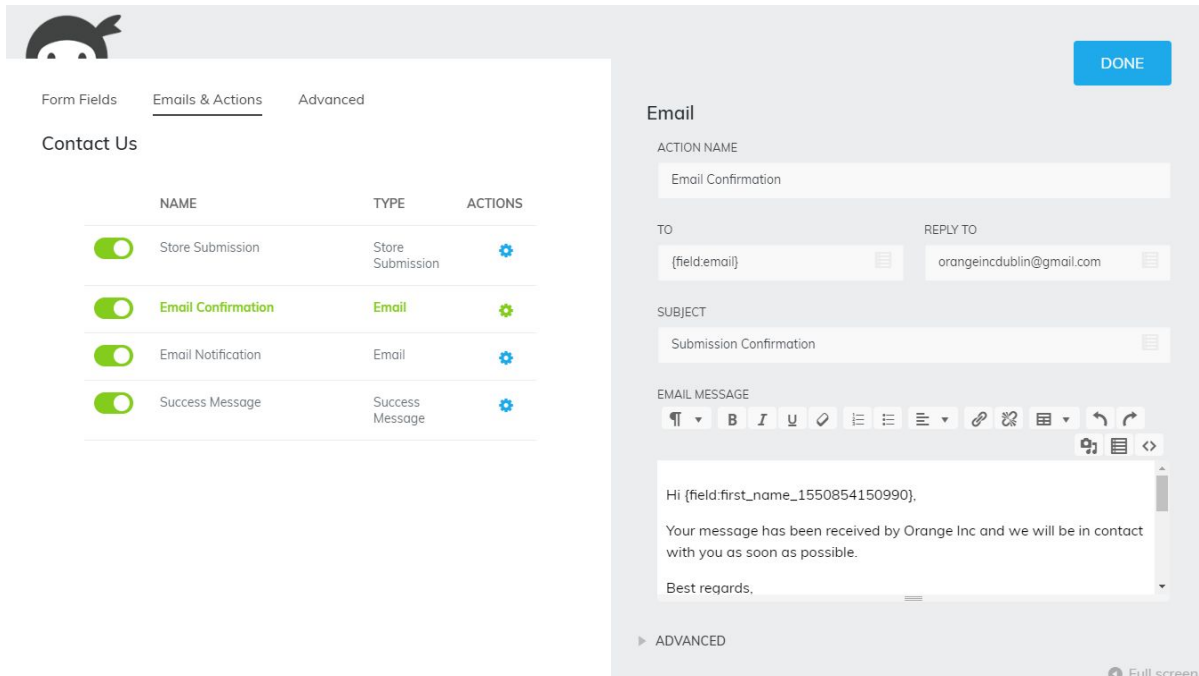 DONE
Form Fields Emails & Actions Advanced
Contact Us
NAME TYPE ACTIONS
Store Submission Store
Submission
Email Confirmation Email
Email Notification Email
Success Message Success
Message
Email
ACTION NAME
Email Confirmation
TO REPLY TO
{field:email} orangeincdublin@gmail.com
SUBJECT
Submission Confirmation
EMAIL MESSAGE
B I U
Hi {field:first_name_1550854150990},
Your message has been received by Orange Inc and we will be in contact
with you as soon as possible.
Best regards,
ADVANCED
Full screen